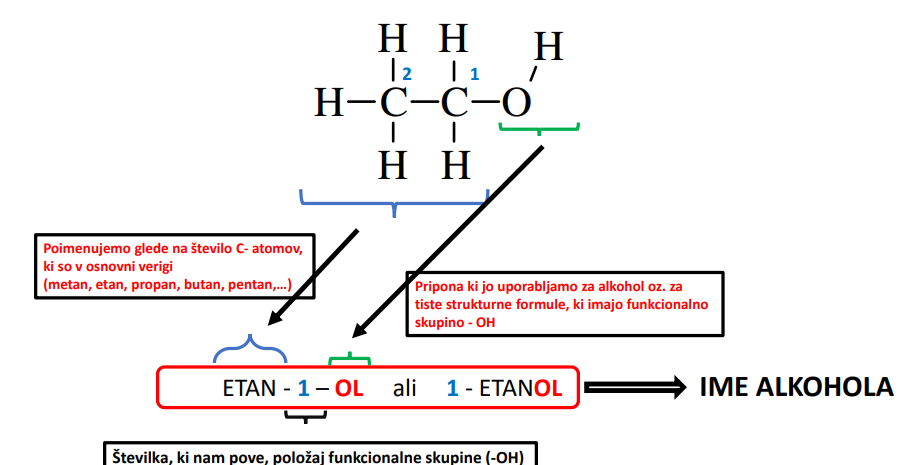 H H H
2 1
H C C O
H H
Poimenujemo glede na število C- atomov,
ki so v osnovni verigi
(metan, etan, propan, butan, pentan,…)
Pripona ki jo uporabljamo za alkohol oz. za
tiste strukturne formule, ki imajo funkcionalno
skupino - OH
ETAN - 1 – OL ali 1 - ETANOL
IME ALKOHOLA
Številka, ki nam pove, položaj funkcionalne skupine (-OH)